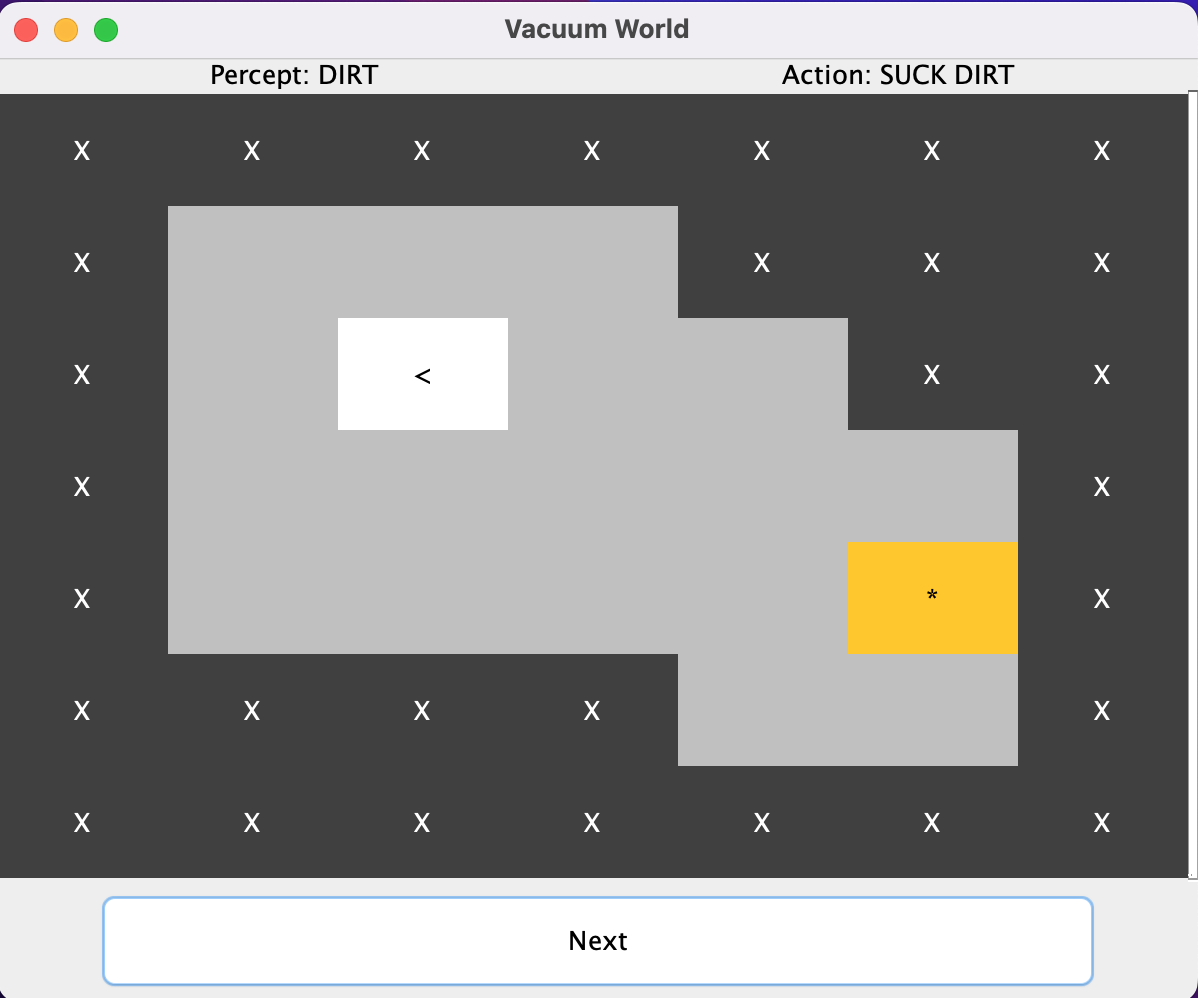 Vacuum World
Percept: DIRT Action: SUCK DIRT
X X X X X X X
X X X X
X < X X
X X
X * X
X X X X X
X X X X X X X
Next